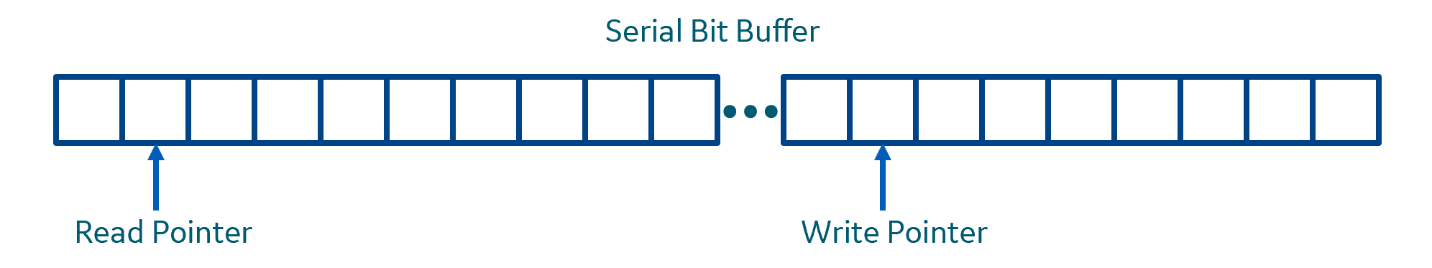 Serial Bit Buffer
Read Pointer
Write Pointer